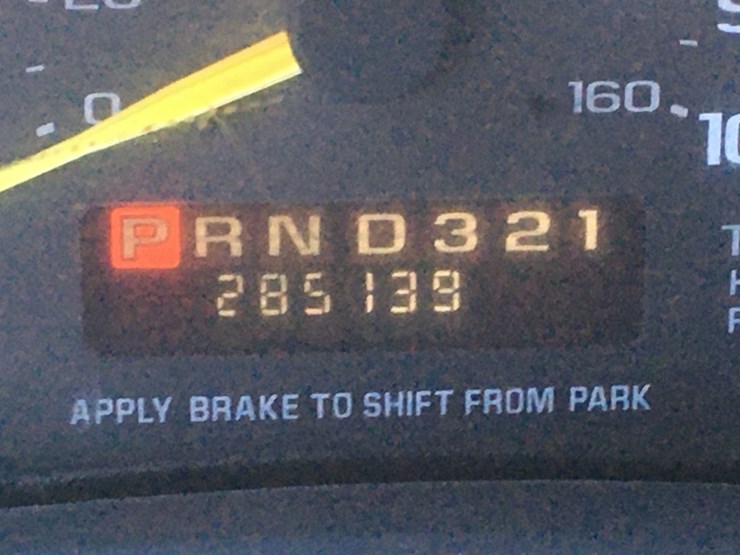 0
160
PRND321
285139
APPLY BRAKE TO SHIFT FROM PARK